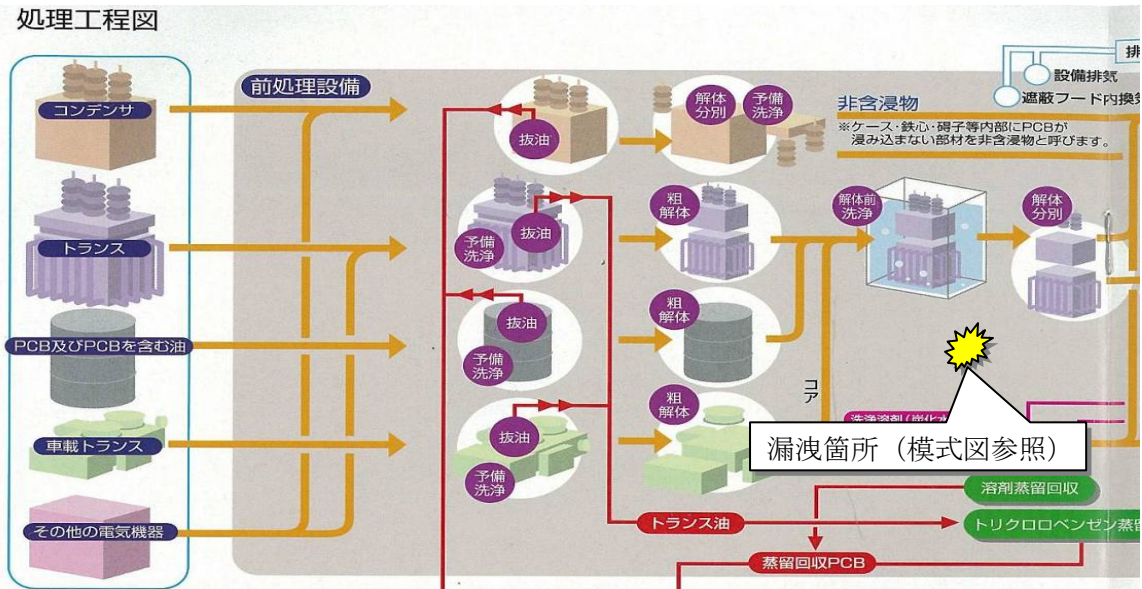 処理工程図
コンデンサ
トランス
PCB及びPCBを含む油
車載トランス
その他の電気機器
前処理設備
抜油
解体
分別
予備
洗浄
非含浸物
※ケース・鉄心・碍子等内部にPCBが
浸み込まない部材を非含浸物と呼びます。
排
設備排気
遮蔽フード内換気
予備
洗浄
抜油
粗
解体
解体前
洗浄
解体
分別
抜油
予備
洗浄
粗
解体
抜油
予備
洗浄
粗
解体
コア
洗浄溶剤
漏洩箇所（模式図参照）
溶剤蒸留回収
トランス油
トリクロロベンゼン蒸留
蒸留回収PCB